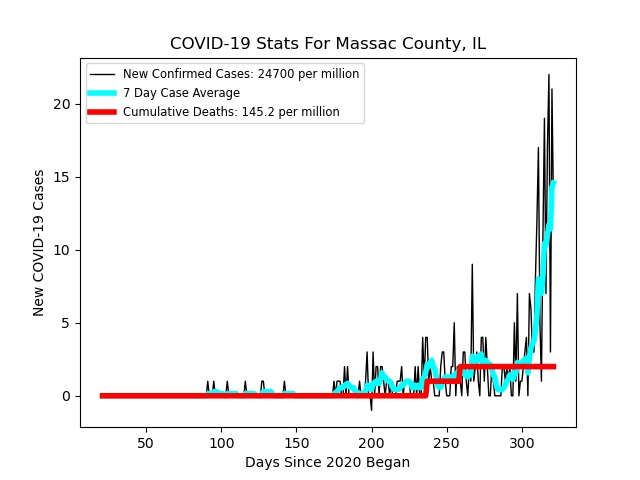 COVID-19 Stats For Massac County, IL
New Confirmed Cases: 24700 per million
7 Day Case Average
Cumulative Deaths: 145.2 per million
New COVID-19 Cases
20
15
10
5
0
50 100 150 200 250 300
Days Since 2020 Began